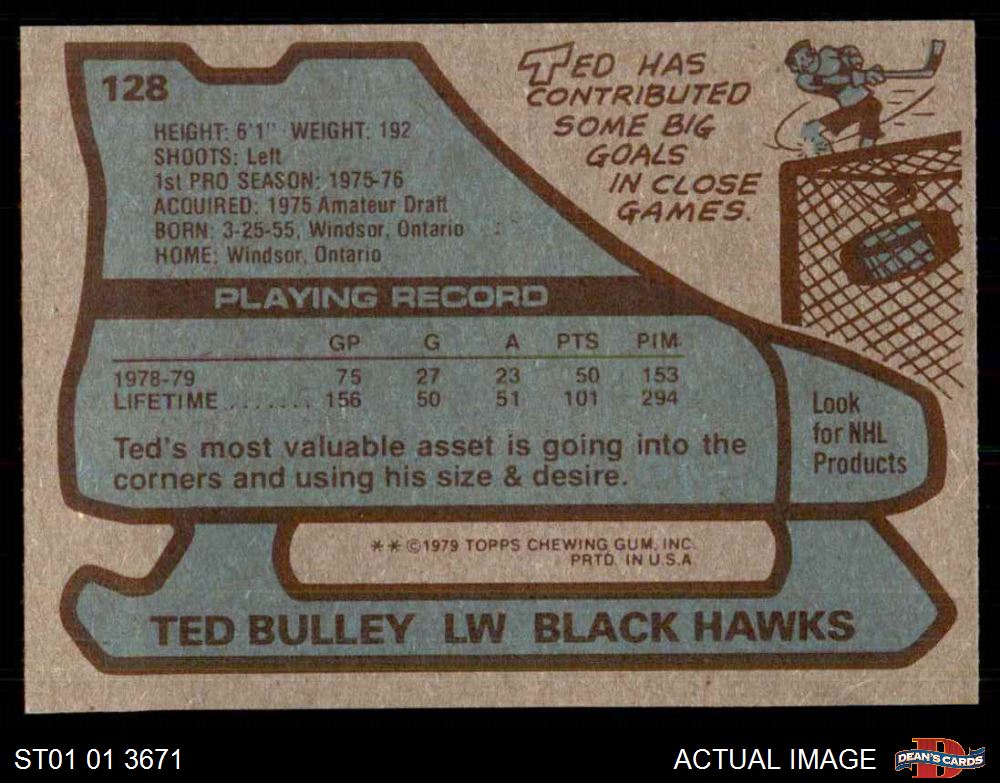 128
HEIGHT: 6'1" WEIGHT: 192
SHOOTS: Left
1st PRO SEASON: 1975-76
ACQUIRED: 1975 Amateur Draft
BORN: 3-25-55, Windsor, Ontario
HOME: Windsor, Ontario
TED HAS
CONTRIBUTED
SOME BIG
GOALS
IN CLOSE
GAMES.
PLAYING RECORD
GP G A PTS PIM
1978-79 75 27 23 50 153
LIFETIME ........ 156 50 51 101 294
Ted's most valuable asset is going into the
corners and using his size & desire.
Look
for NHL
Products
**©1979 TOPPS CHEWING GUM, INC.
PRTD. IN U.S.A
TED BULLEY LW BLACK HAWKS
ST01 01 3671
ACTUAL IMAGE
D
DEAN'S CARDS